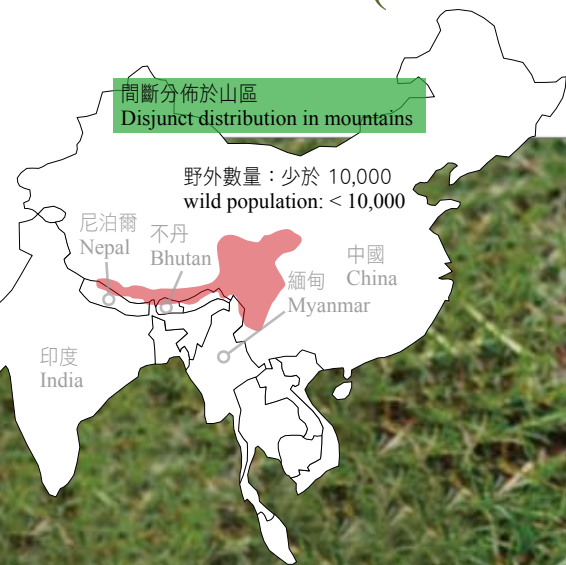 間斷分佈於山區
Disjunct distribution in mountains
野外數量：少於 10,000
wild population: < 10,000
尼泊爾
Nepal
不丹
Bhutan
中國
China
緬甸
Myanmar
印度
India